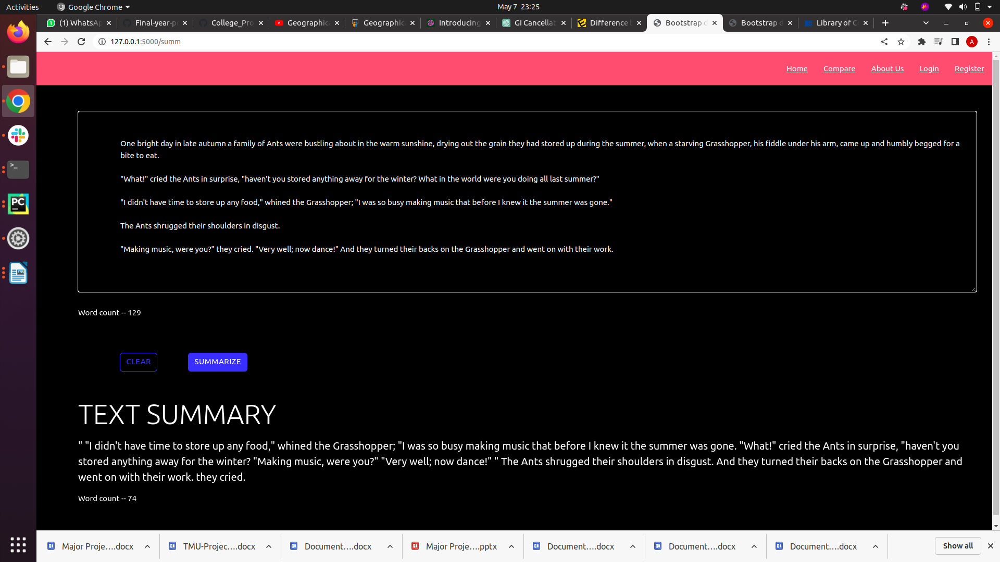 Activities
Google Chrome
May 7 23:25
(1) WhatsAp
Final-year-p
College_Pro
Geographic
Geographic
Introducing
GI Cancellat
Difference b
Bootstrap d
Bootstrap d
Library of C
127.0.0.1:5000/summ
A
Home
Compare
About Us
Login
Register
One bright day in late autumn a family of Ants were bustling about in the warm sunshine, drying out the grain they had stored up during the summer, when a starving Grasshopper, his fiddle under his arm, came up and humbly begged for a
bite to eat.
"What!" cried the Ants in surprise, "haven't you stored anything away for the winter? What in the world were you doing all last summer?"
"I didn't have time to store up any food," whined the Grasshopper; "I was so busy making music that before I knew it the summer was gone."
The Ants shrugged their shoulders in disgust.
"Making music, were you?" they cried. "Very well; now dance!" And they turned their backs on the Grasshopper and went on with their work.
Word count -- 129
CLEAR
SUMMARIZE
TEXT SUMMARY
" "I didn't have time to store up any food," whined the Grasshopper; "I was so busy making music that before I knew it the summer was gone. "What!" cried the Ants in surprise, "haven't you
stored anything away for the winter? "Making music, were you?" "Very well; now dance!" " The Ants shrugged their shoulders in disgust. And they turned their backs on the Grasshopper and
went on with their work. they cried.
Word count -- 74
Major Proje....docx
TMU-Projec....docx
Document....docx
Major Proje....pptx
Document....docx
Document....docx
Document....docx
Show all